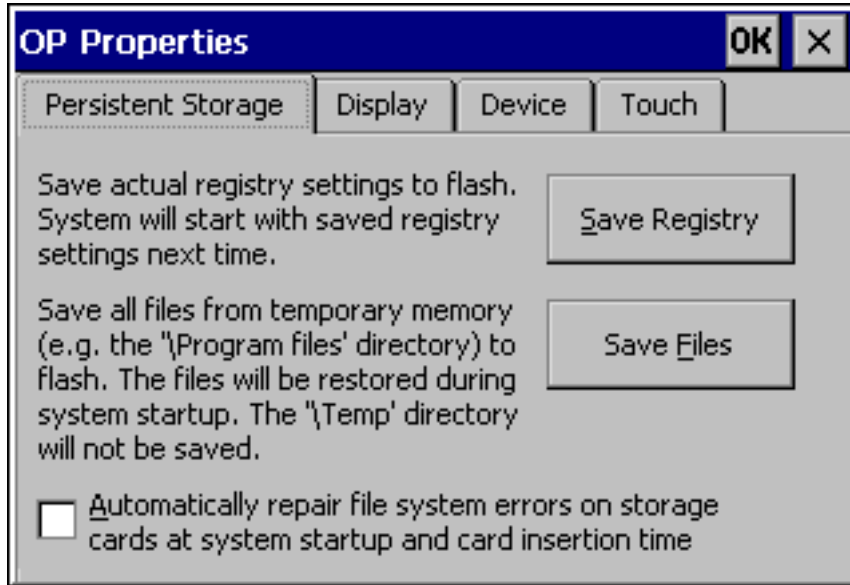 OP Properties OK ×
Persistent Storage Display Device Touch
Save actual registry settings to flash.
System will start with saved registry
settings next time.
Save Registry
Save all files from temporary memory
(e.g. the "\Program files' directory) to
flash. The files will be restored during
system startup. The "\Temp' directory
will not be saved.
Save Files
Automatically repair file system errors on storage
cards at system startup and card insertion time